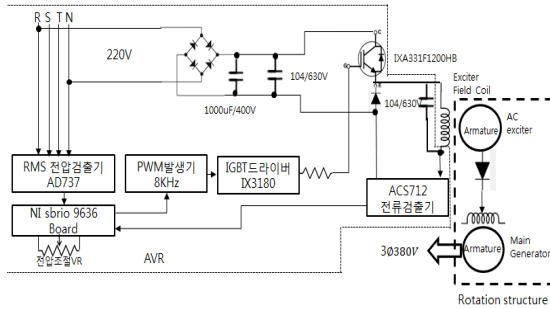 R S T N
220V
1000uF/400V
104/630V
C
G
E
IXA331F1200HB
104/630V
Exciter
Field Coil
Armature
AC
exciter
RMS 전압검출기
AD737
PWM발생기
8KHz
IGBT드라이버
IX3180
NI sbrio 9636
Board
전압조절VR
ACS712
전류검출기
AVR
3Ø380V
Armature
Main
Generator
Rotation structure